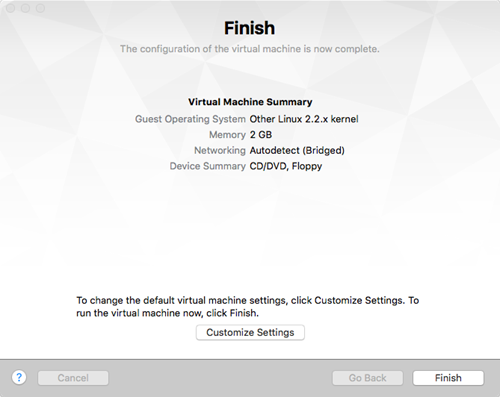 Finish
The configuration of the virtual machine is now complete.
Virtual Machine Summary
Guest Operating System Other Linux 2.2.x kernel
Memory 2 GB
Networking Autodetect (Bridged)
Device Summary CD/DVD, Floppy
To change the default virtual machine settings, click Customize Settings. To
run the virtual machine now, click Finish.
Customize Settings
? Cancel Go Back Finish